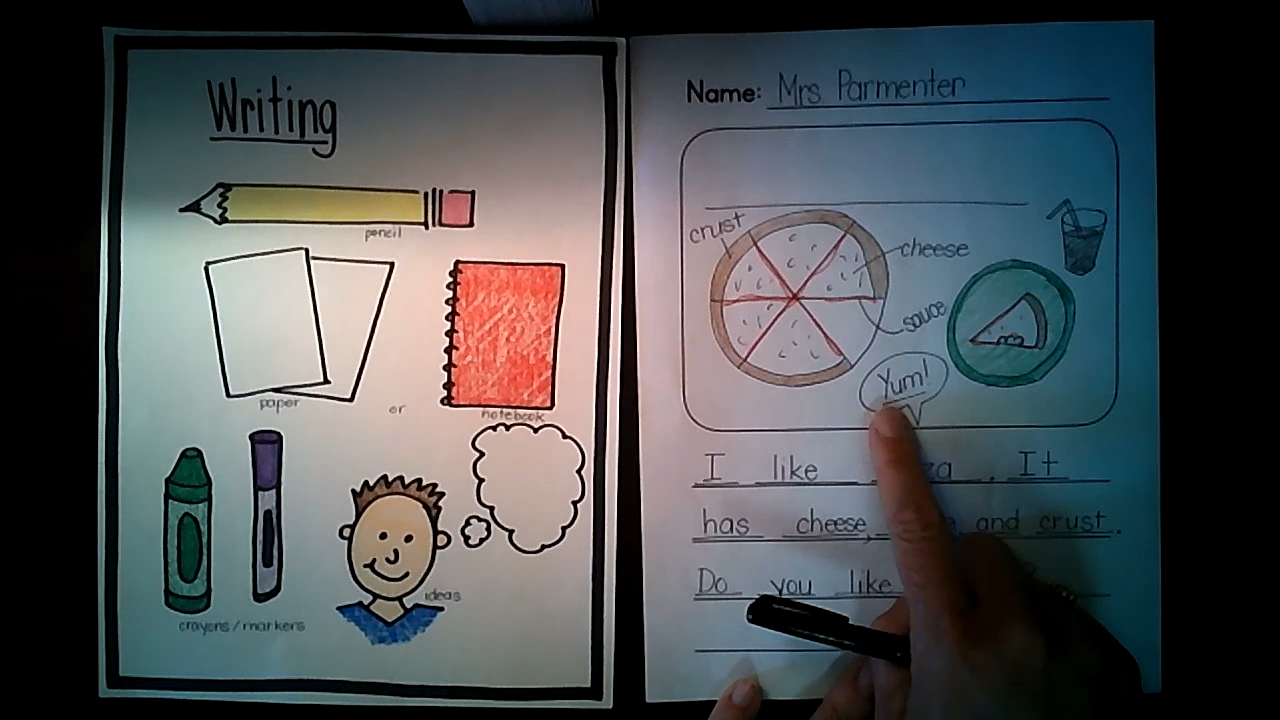 Writing
pencil
paper or notebook
crayons / markers
ideas
Name: Mrs Parmenter
crust
cheese
sauce
Yum!
I like . It
has cheese, and crust.
Do you like